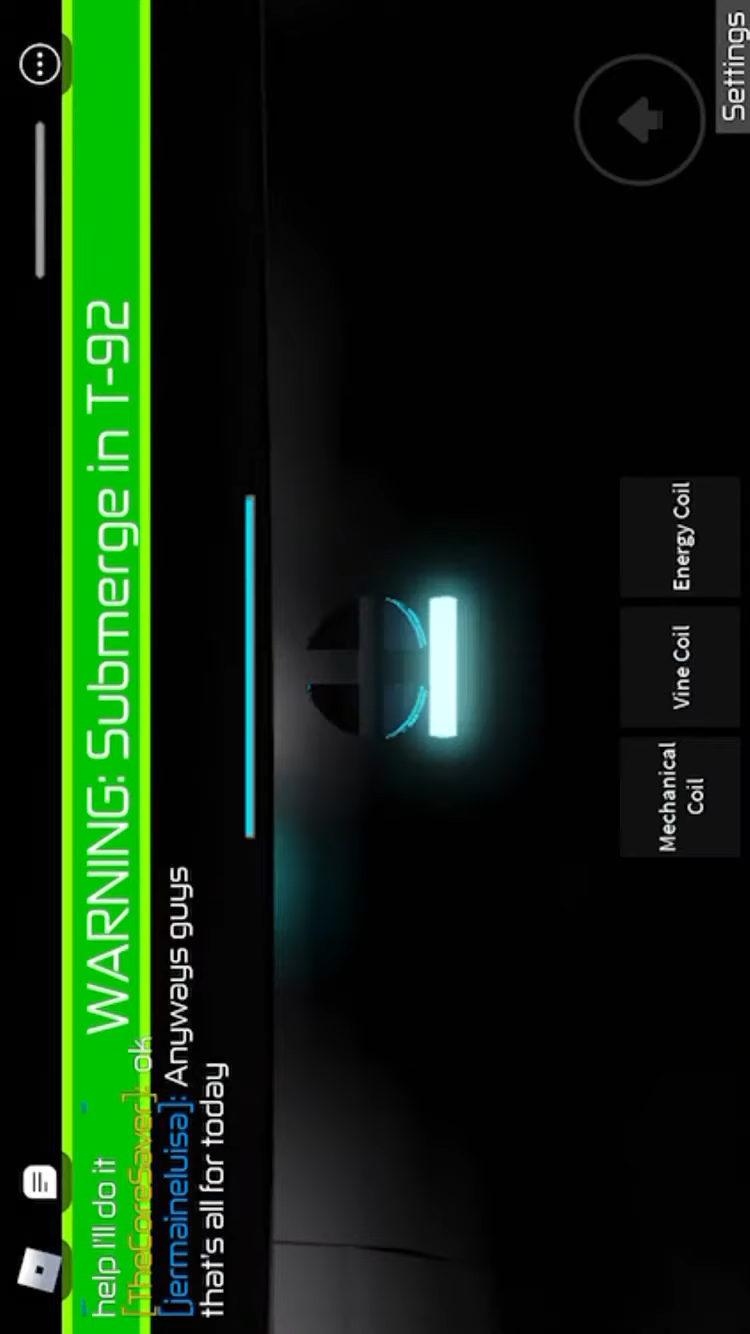 WARNING: Submerge in T-92
help I'll do it
[TheCoreSaver]: ok
[jermaineluisa]: Anyways guys
that's all for today
Mechanical
Coil
Vine Coil
Energy Coil
Settings